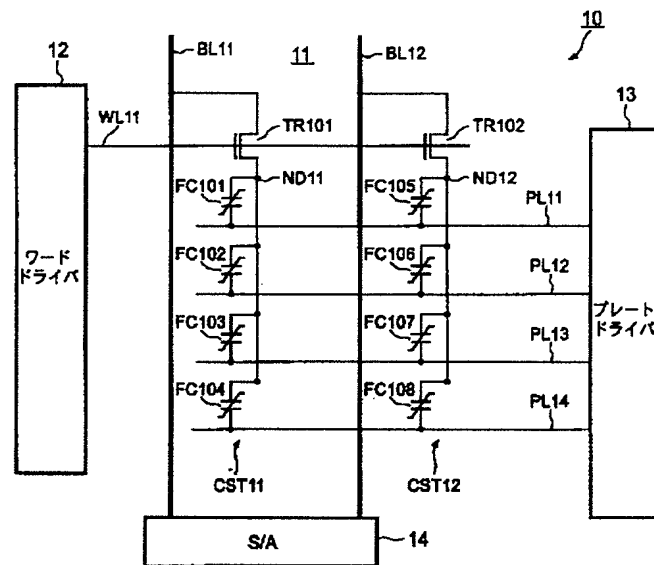 10
12
BL11
11
BL12
13
WL11
TR101
TR102
FC101
ND11
FC105
ND12
PL11
ワード
ドライバ
FC102
FC106
PL12
プレート
ドライバ
FC103
FC107
PL13
FC104
FC108
PL14
CST11
CST12
S/A
14